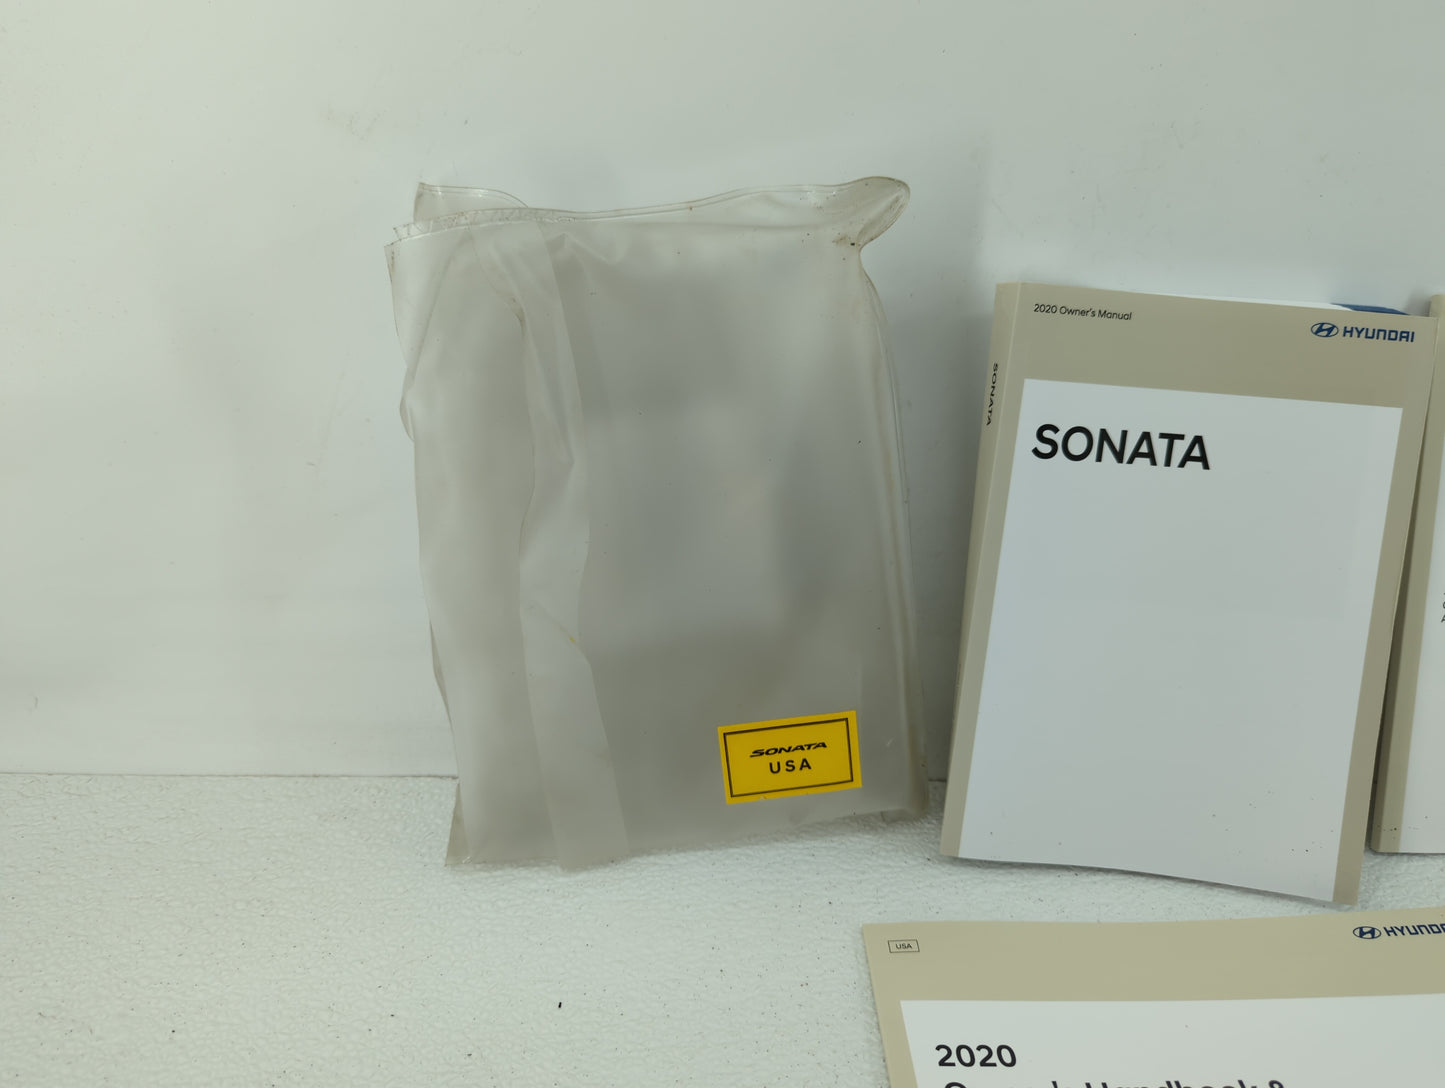 SONATA
USA
2020 Owner's Manual
HYUNDAI
SONATA
SONATA
USA
HYUNDAI
2020